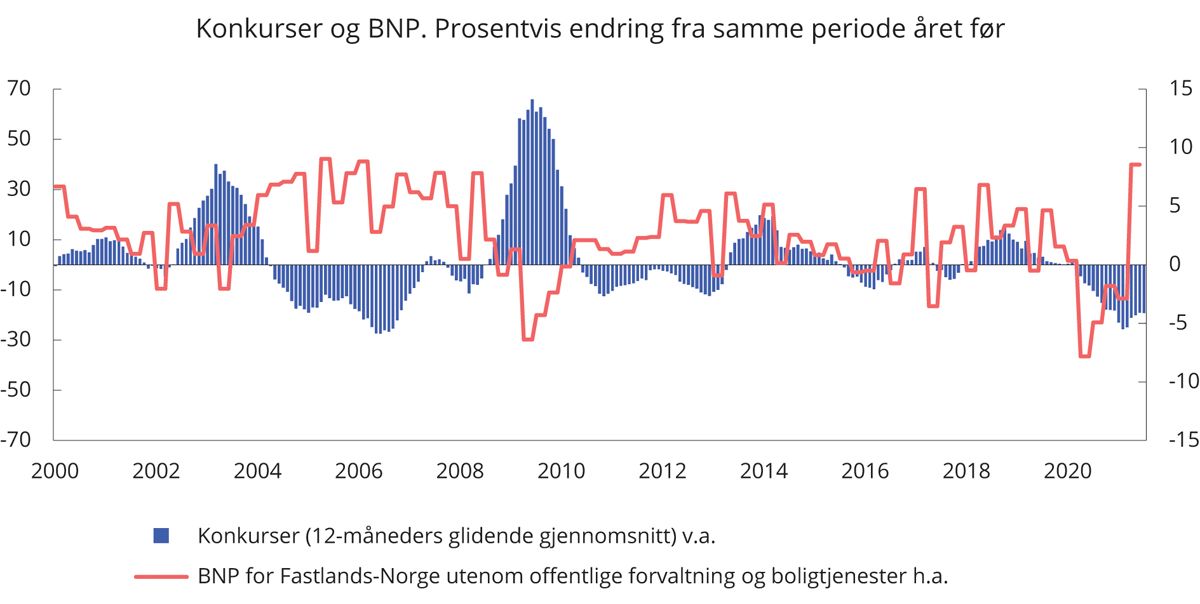 Konkurser og BNP. Prosentvis endring fra samme periode året før
70 15
50 10
30 5
10 0
-10 -5
-30 -10
-50 -15
-70
2000 2002 2004 2006 2008 2010 2012 2014 2016 2018 2020
Konkurser (12-måneders glidende gjennomsnitt) v.a.
BNP for Fastlands-Norge utenom offentlige forvaltning og boligtjenester h.a.